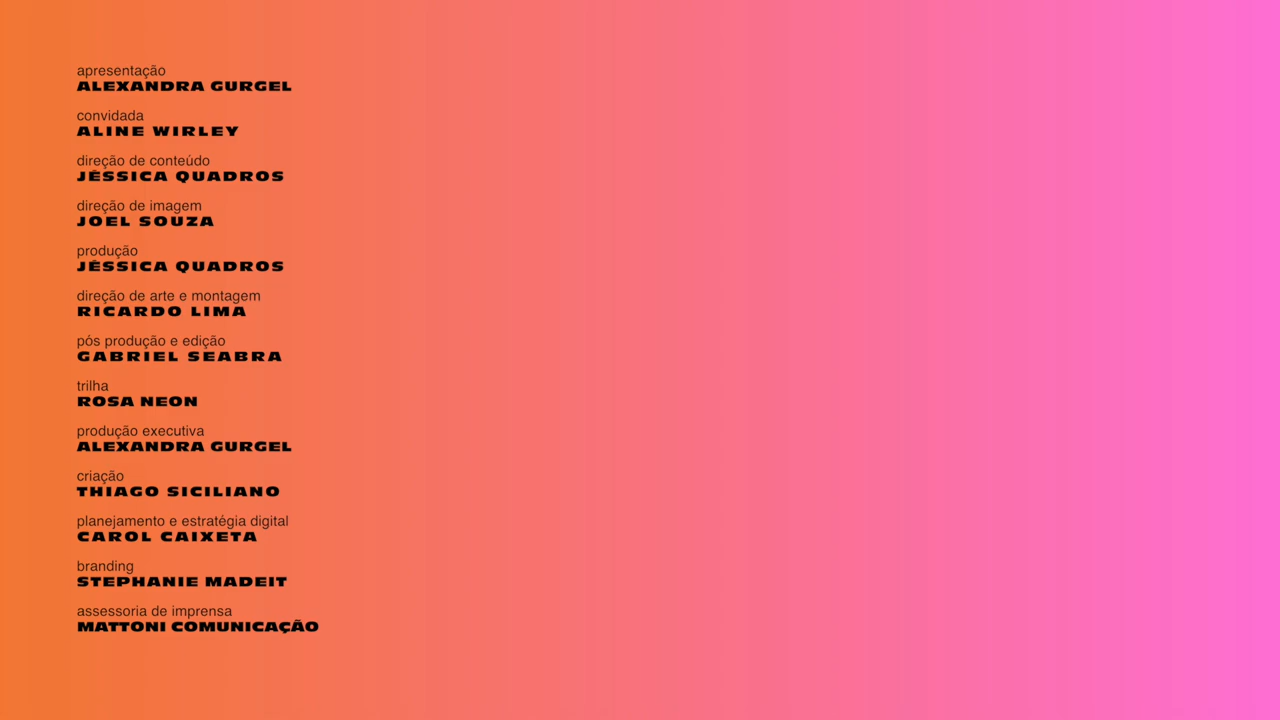 apresentação
ALEXANDRA GURGEL
convidada
ALINE WIRLEY
direção de conteúdo
JÉSSICA QUADROS
direção de imagem
JOEL SOUZA
produção
JÉSSICA QUADROS
direção de arte e montagem
RICARDO LIMA
pós produção e edição
GABRIEL SEABRA
trilha
ROSA NEON
produção executiva
ALEXANDRA GURGEL
criação
THIAGO SICILIANO
planejamento e estratégia digital
CAROL CAIXETA
branding
STEPHANIE MADEIT
assessoria de imprensa
MATTONI COMUNICAÇÃO